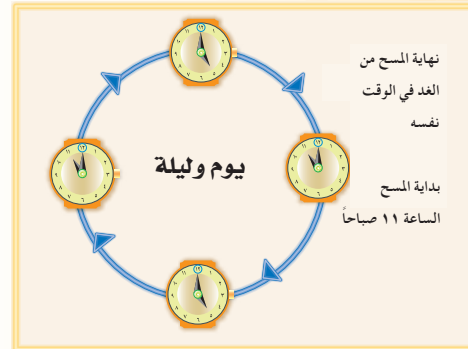 نهاية المسح من
الغد في الوقت
نفسه
يوم وليلة
بداية المسح
الساعة ١١ صباحاً